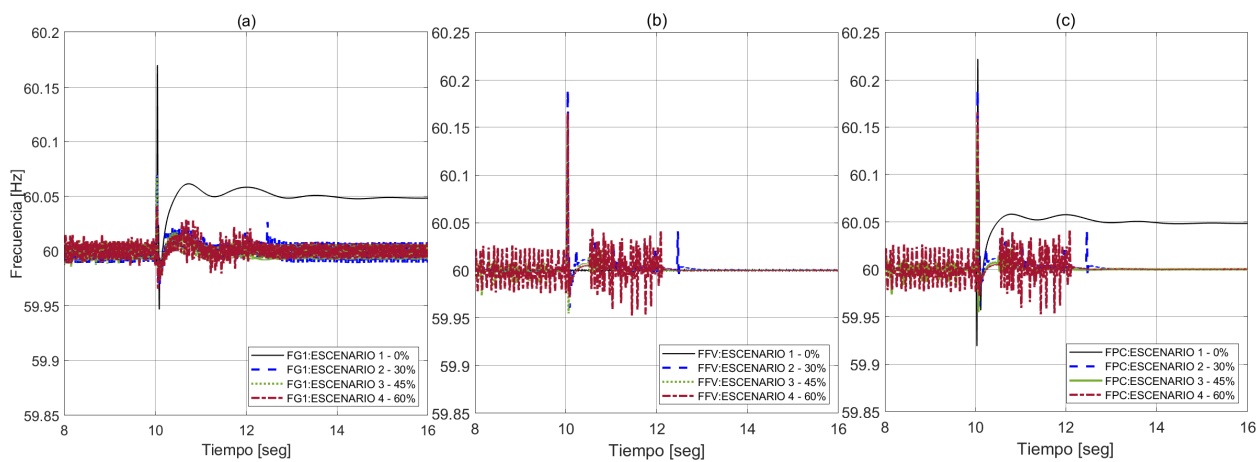 (a)
60.2
60.15
60.1
60.05
60
59.95
59.9
59.85
Frecuencia [Hz]
8
10
12
14
16
Tiempo [seg]
FG1:ESCENARIO 1 - 0%
FG1:ESCENARIO 2 - 30%
FG1:ESCENARIO 3 - 45%
FG1:ESCENARIO 4 - 60%
(b)
60.25
60.2
60.15
60.1
60.05
60
59.95
59.9
59.85
8
10
12
14
16
Tiempo [seg]
FFV:ESCENARIO 1 - 0%
FFV:ESCENARIO 2 - 30%
FFV:ESCENARIO 3 - 45%
FFV:ESCENARIO 4 - 60%
(c)
60.25
60.2
60.15
60.1
60.05
60
59.95
59.9
59.85
8
10
12
14
16
Tiempo [seg]
FPC:ESCENARIO 1 - 0%
FPC:ESCENARIO 2 - 30%
FPC:ESCENARIO 3 - 45%
FPC:ESCENARIO 4 - 60%